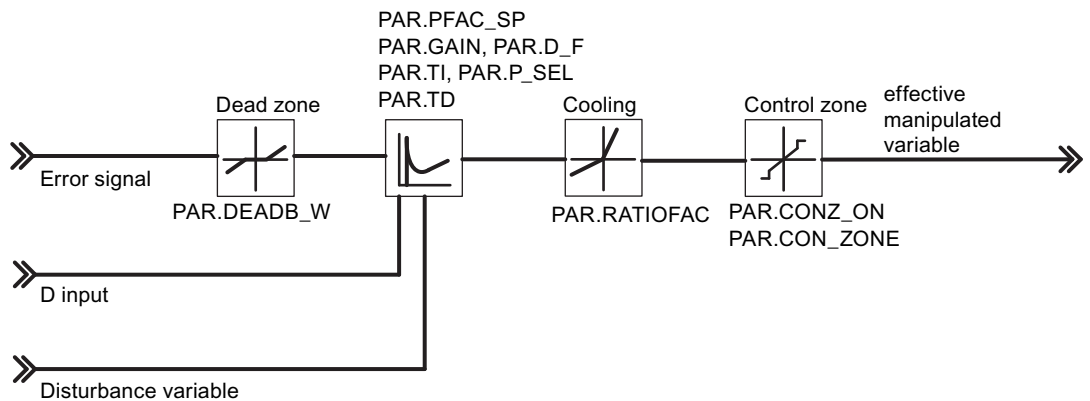 PAR.PFAC_SP
PAR.GAIN, PAR.D_F
PAR.TI, PAR.P_SEL
PAR.TD
Dead zone
Cooling
Control zone
effective
manipulated
variable
Error signal
PAR.DEADB_W
PAR.RATIOFAC
PAR.CONZ_ON
PAR.CON_ZONE
D input
Disturbance variable